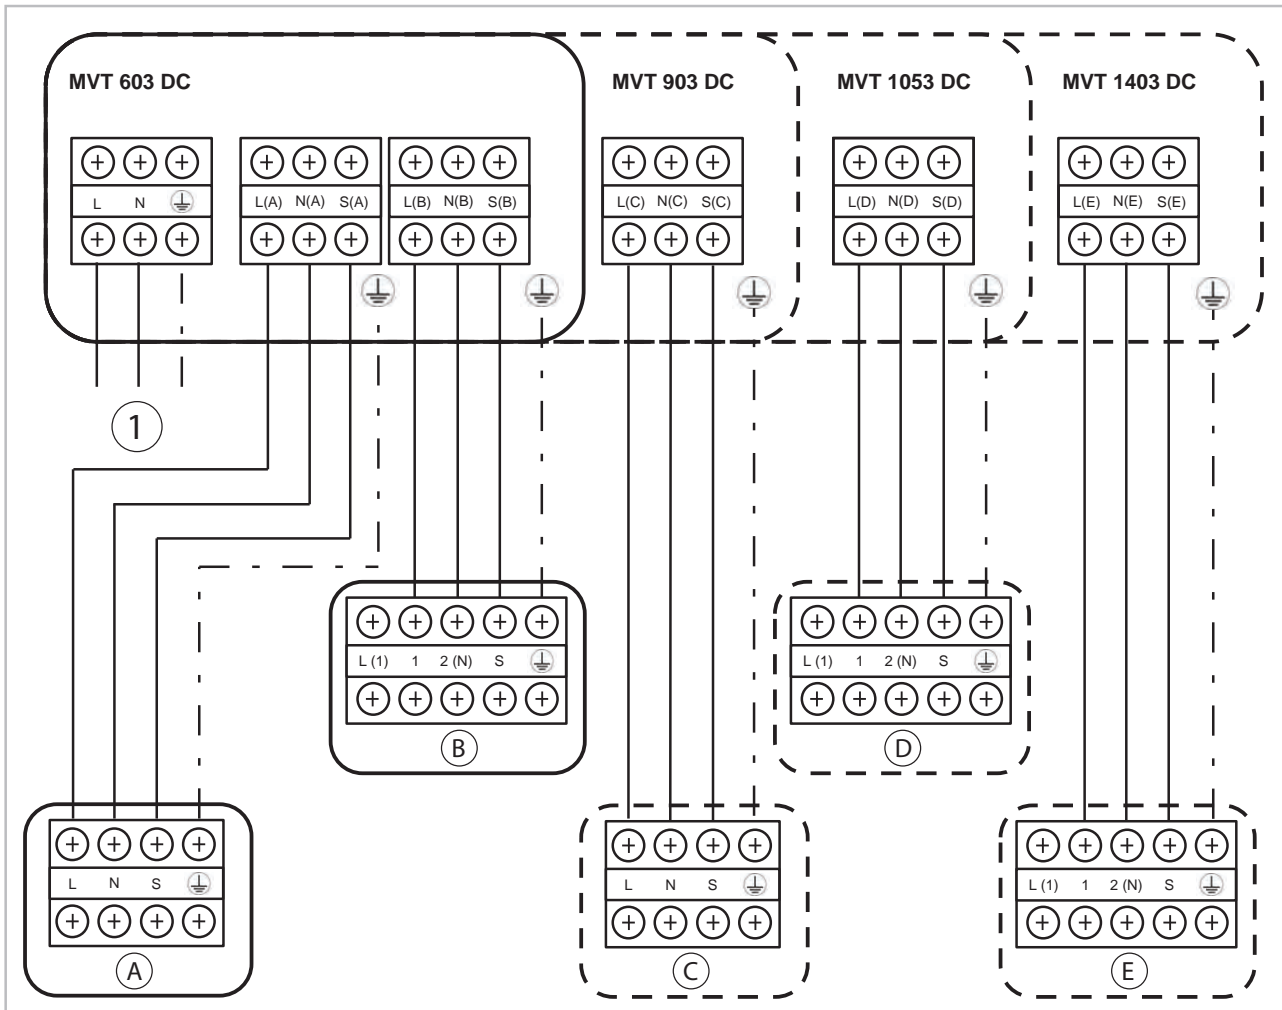 MVT 603 DC MVT 903 DC MVT 1053 DC MVT 1403 DC
L N L(A) N(A) S(A) L(B) N(B) S(B) L(C) N(C) S(C) L(D) N(D) S(D) L(E) N(E) S(E)
1
L (1) 1 2 (N) S L (1) 1 2 (N) S
B D
L N S L N S L (1) 1 2 (N) S
A C E